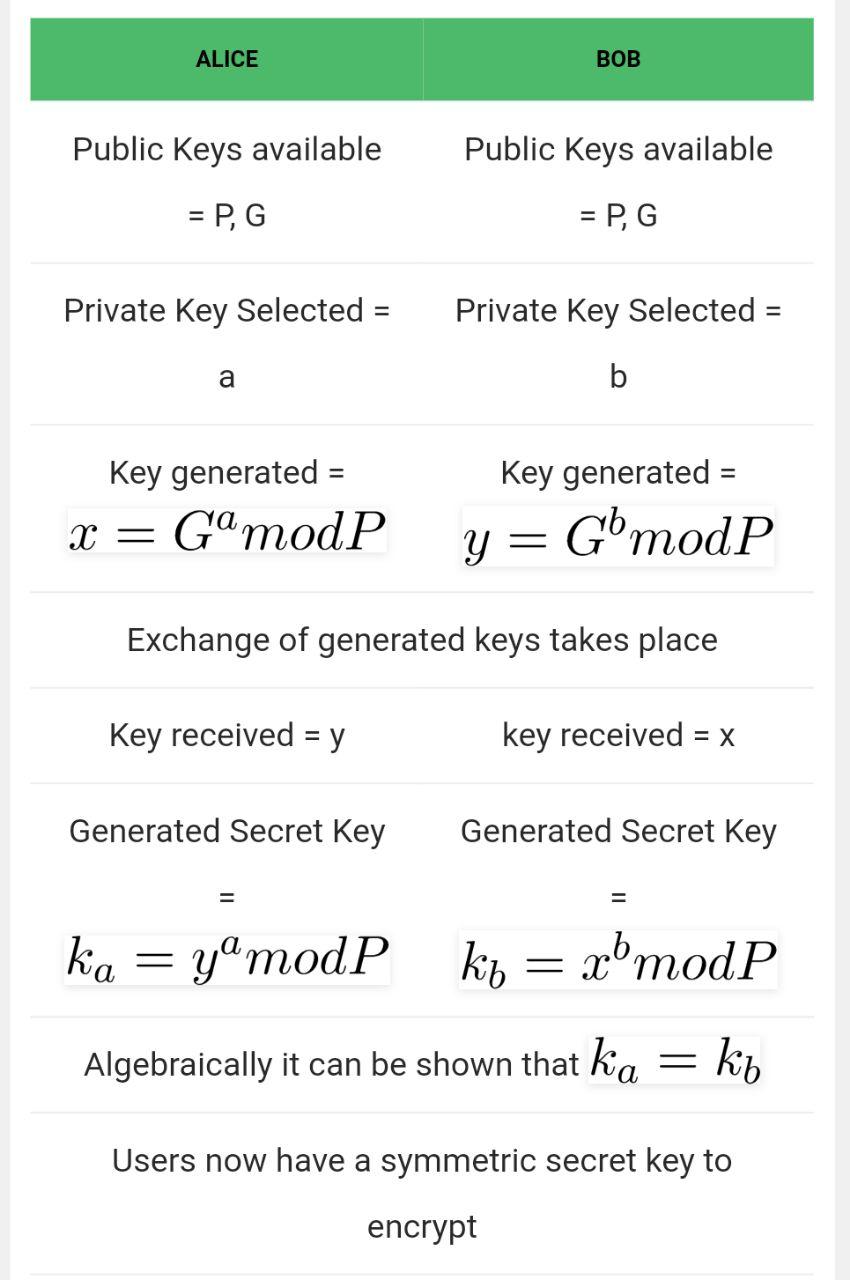 ALICE BOB
Public Keys available Public Keys available
= P, G = P, G
Private Key Selected = Private Key Selected =
a b
Key generated = Key generated =
x = G^a mod P y = G^b mod P
Exchange of generated keys takes place
Key received = y key received = x
Generated Secret Key Generated Secret Key
= =
k_a = y^a mod P k_b = x^b mod P
Algebraically it can be shown that k_a = k_b
Users now have a symmetric secret key to
encrypt